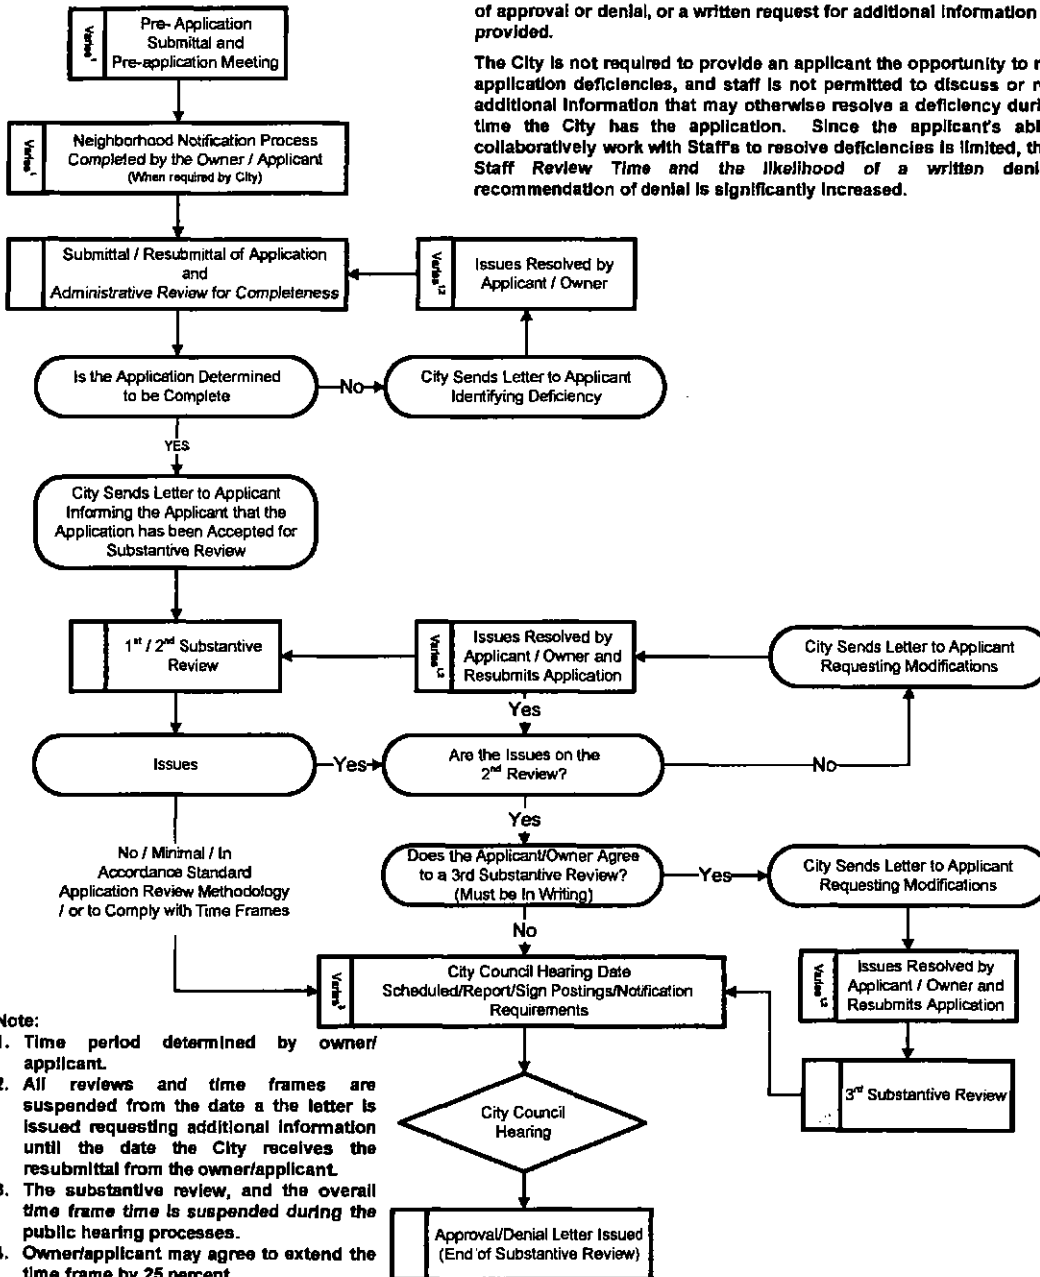 of approval or denial, or a written request for additional information
provided.
The City is not required to provide an applicant the opportunity to
application deficiencies, and staff is not permitted to discuss or
additional information that may otherwise resolve a deficiency
time the City has the application. Since the applicant's
collaboratively work with Staff's to resolve deficiencies is limited,
Staff Review Time and the likelihood of a written
recommendation of denial is significantly increased.
Varies1
Pre- Application
Submittal and
Pre-application Meeting
Varies1
Neighborhood Notification Process
Completed by the Owner / Applicant
(When required by City)
Submittal / Resubmittal of Application
and
Administrative Review for Completeness
Varies1,2
Issues Resolved by
Applicant / Owner
Is the Application Determined
to be Complete
No
City Sends Letter to Applicant
Identifying Deficiency
YES
City Sends Letter to Applicant
Informing the Applicant that the
Application has been Accepted for
Substantive Review
1st / 2nd Substantive
Review
Varies1,2
Issues Resolved by
Applicant / Owner and
Resubmits Application
City Sends Letter to Applicant
Requesting Modifications
Yes
Issues
Yes
Are the Issues on the
2nd Review?
No
Yes
No / Minimal / In
Accordance Standard
Application Review Methodology
/ or to Comply with Time Frames
Does the Applicant/Owner Agree
to a 3rd Substantive Review?
(Must be In Writing)
Yes
City Sends Letter to Applicant
Requesting Modifications
No
Varies3
City Council Hearing Date
Scheduled/Report/Sign Postings/Notification
Requirements
Varies1,2
Issues Resolved by
Applicant / Owner and
Resubmits Application
3rd Substantive Review
City Council
Hearing
Approval/Denial Letter Issued
(End of Substantive Review)
Note:
1. Time period determined by owner/
applicant.
2. All reviews and time frames are
suspended from the date a the letter is
issued requesting additional information
until the date the City receives the
resubmittal from the owner/applicant.
3. The substantive review, and the overall
time frame time is suspended during the
public hearing processes.
4. Owner/applicant may agree to extend the
time frame by 25 percent